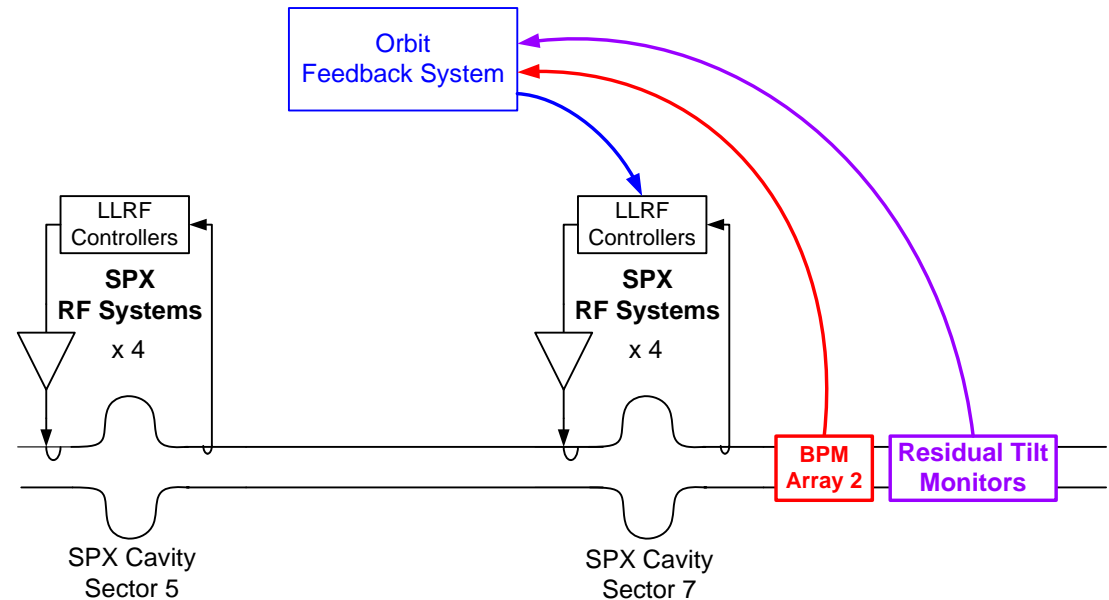 Orbit
Feedback System
LLRF
Controllers
SPX
RF Systems
x 4
LLRF
Controllers
SPX
RF Systems
x 4
BPM
Array 2
Residual Tilt
Monitors
SPX Cavity
Sector 5
SPX Cavity
Sector 7